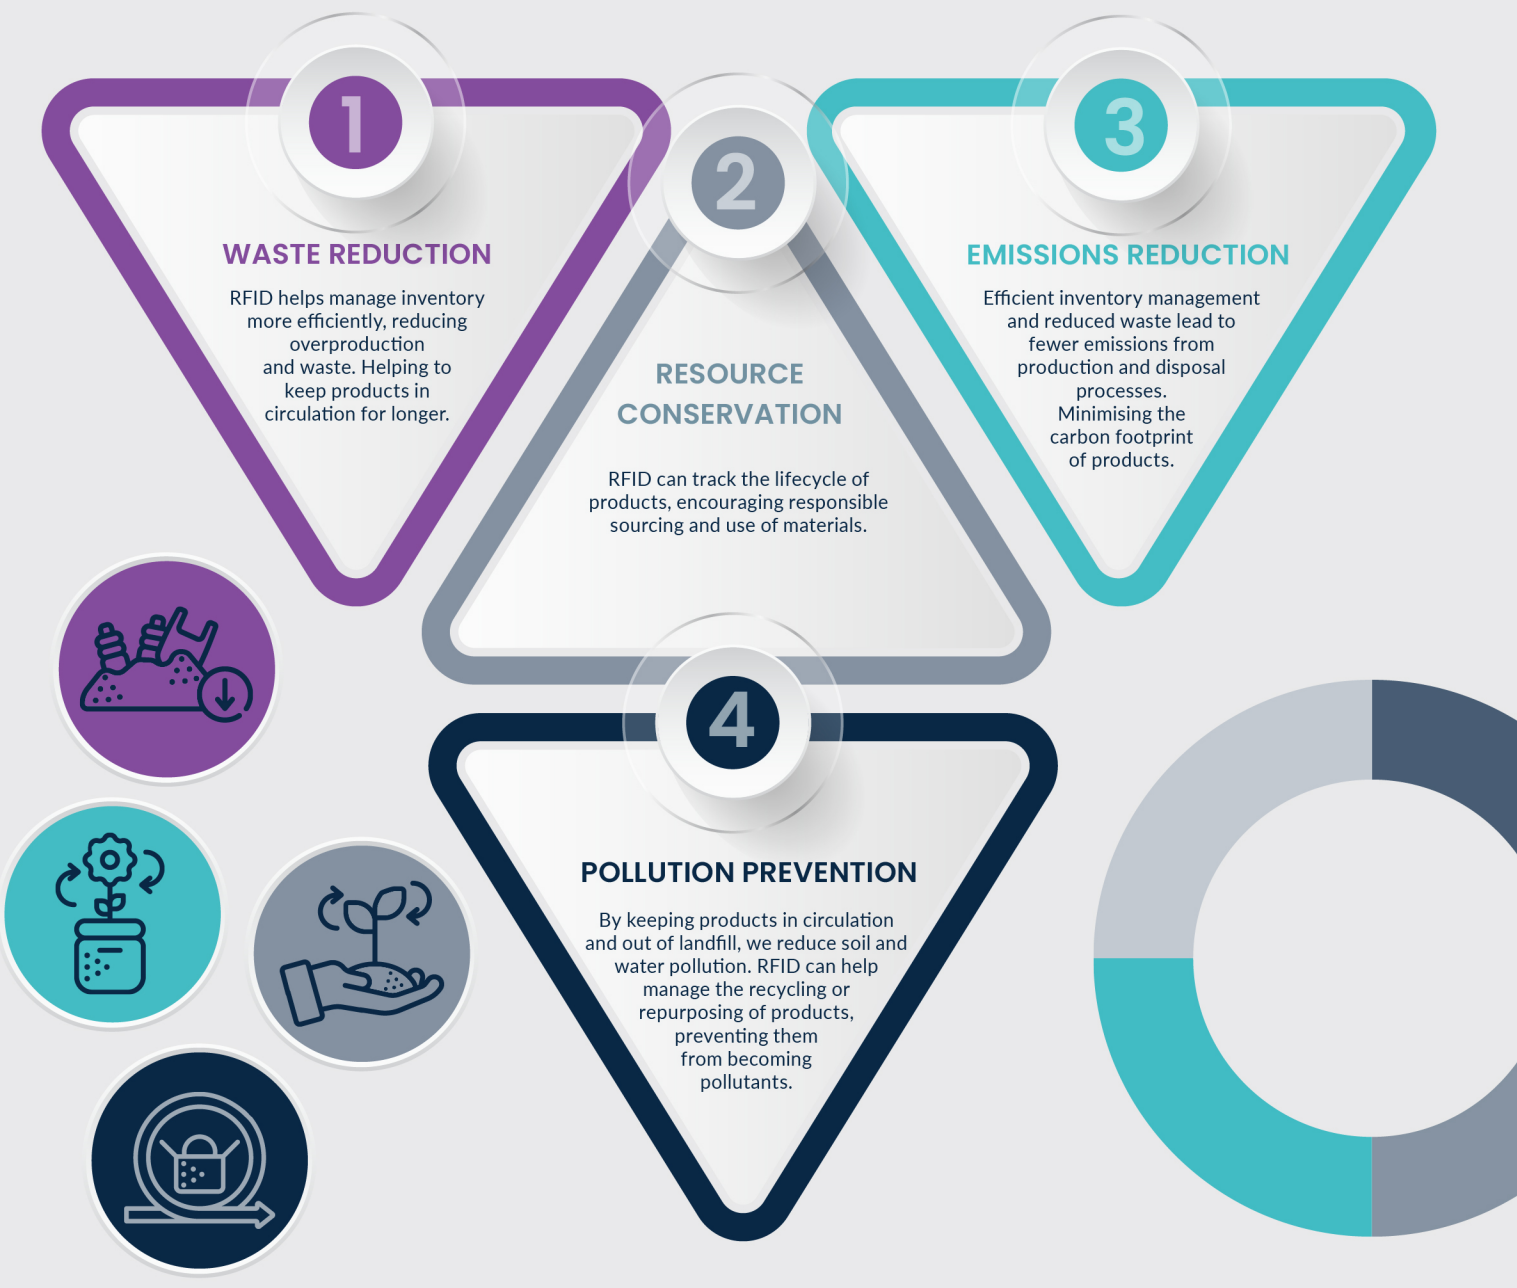 1
WASTE REDUCTION
RFID helps manage inventory
more efficiently, reducing
overproduction
and waste. Helping to
keep products in
circulation for longer.
2
RESOURCE
CONSERVATION
RFID can track the lifecycle of
products, encouraging responsible
sourcing and use of materials.
3
EMISSIONS REDUCTION
Efficient inventory management
and reduced waste lead to
fewer emissions from
production and disposal
processes.
Minimising the
carbon footprint
of products.
4
POLLUTION PREVENTION
By keeping products in circulation
and out of landfill, we reduce soil and
water pollution. RFID can help
manage the recycling or
repurposing of products,
preventing them
from becoming
pollutants.